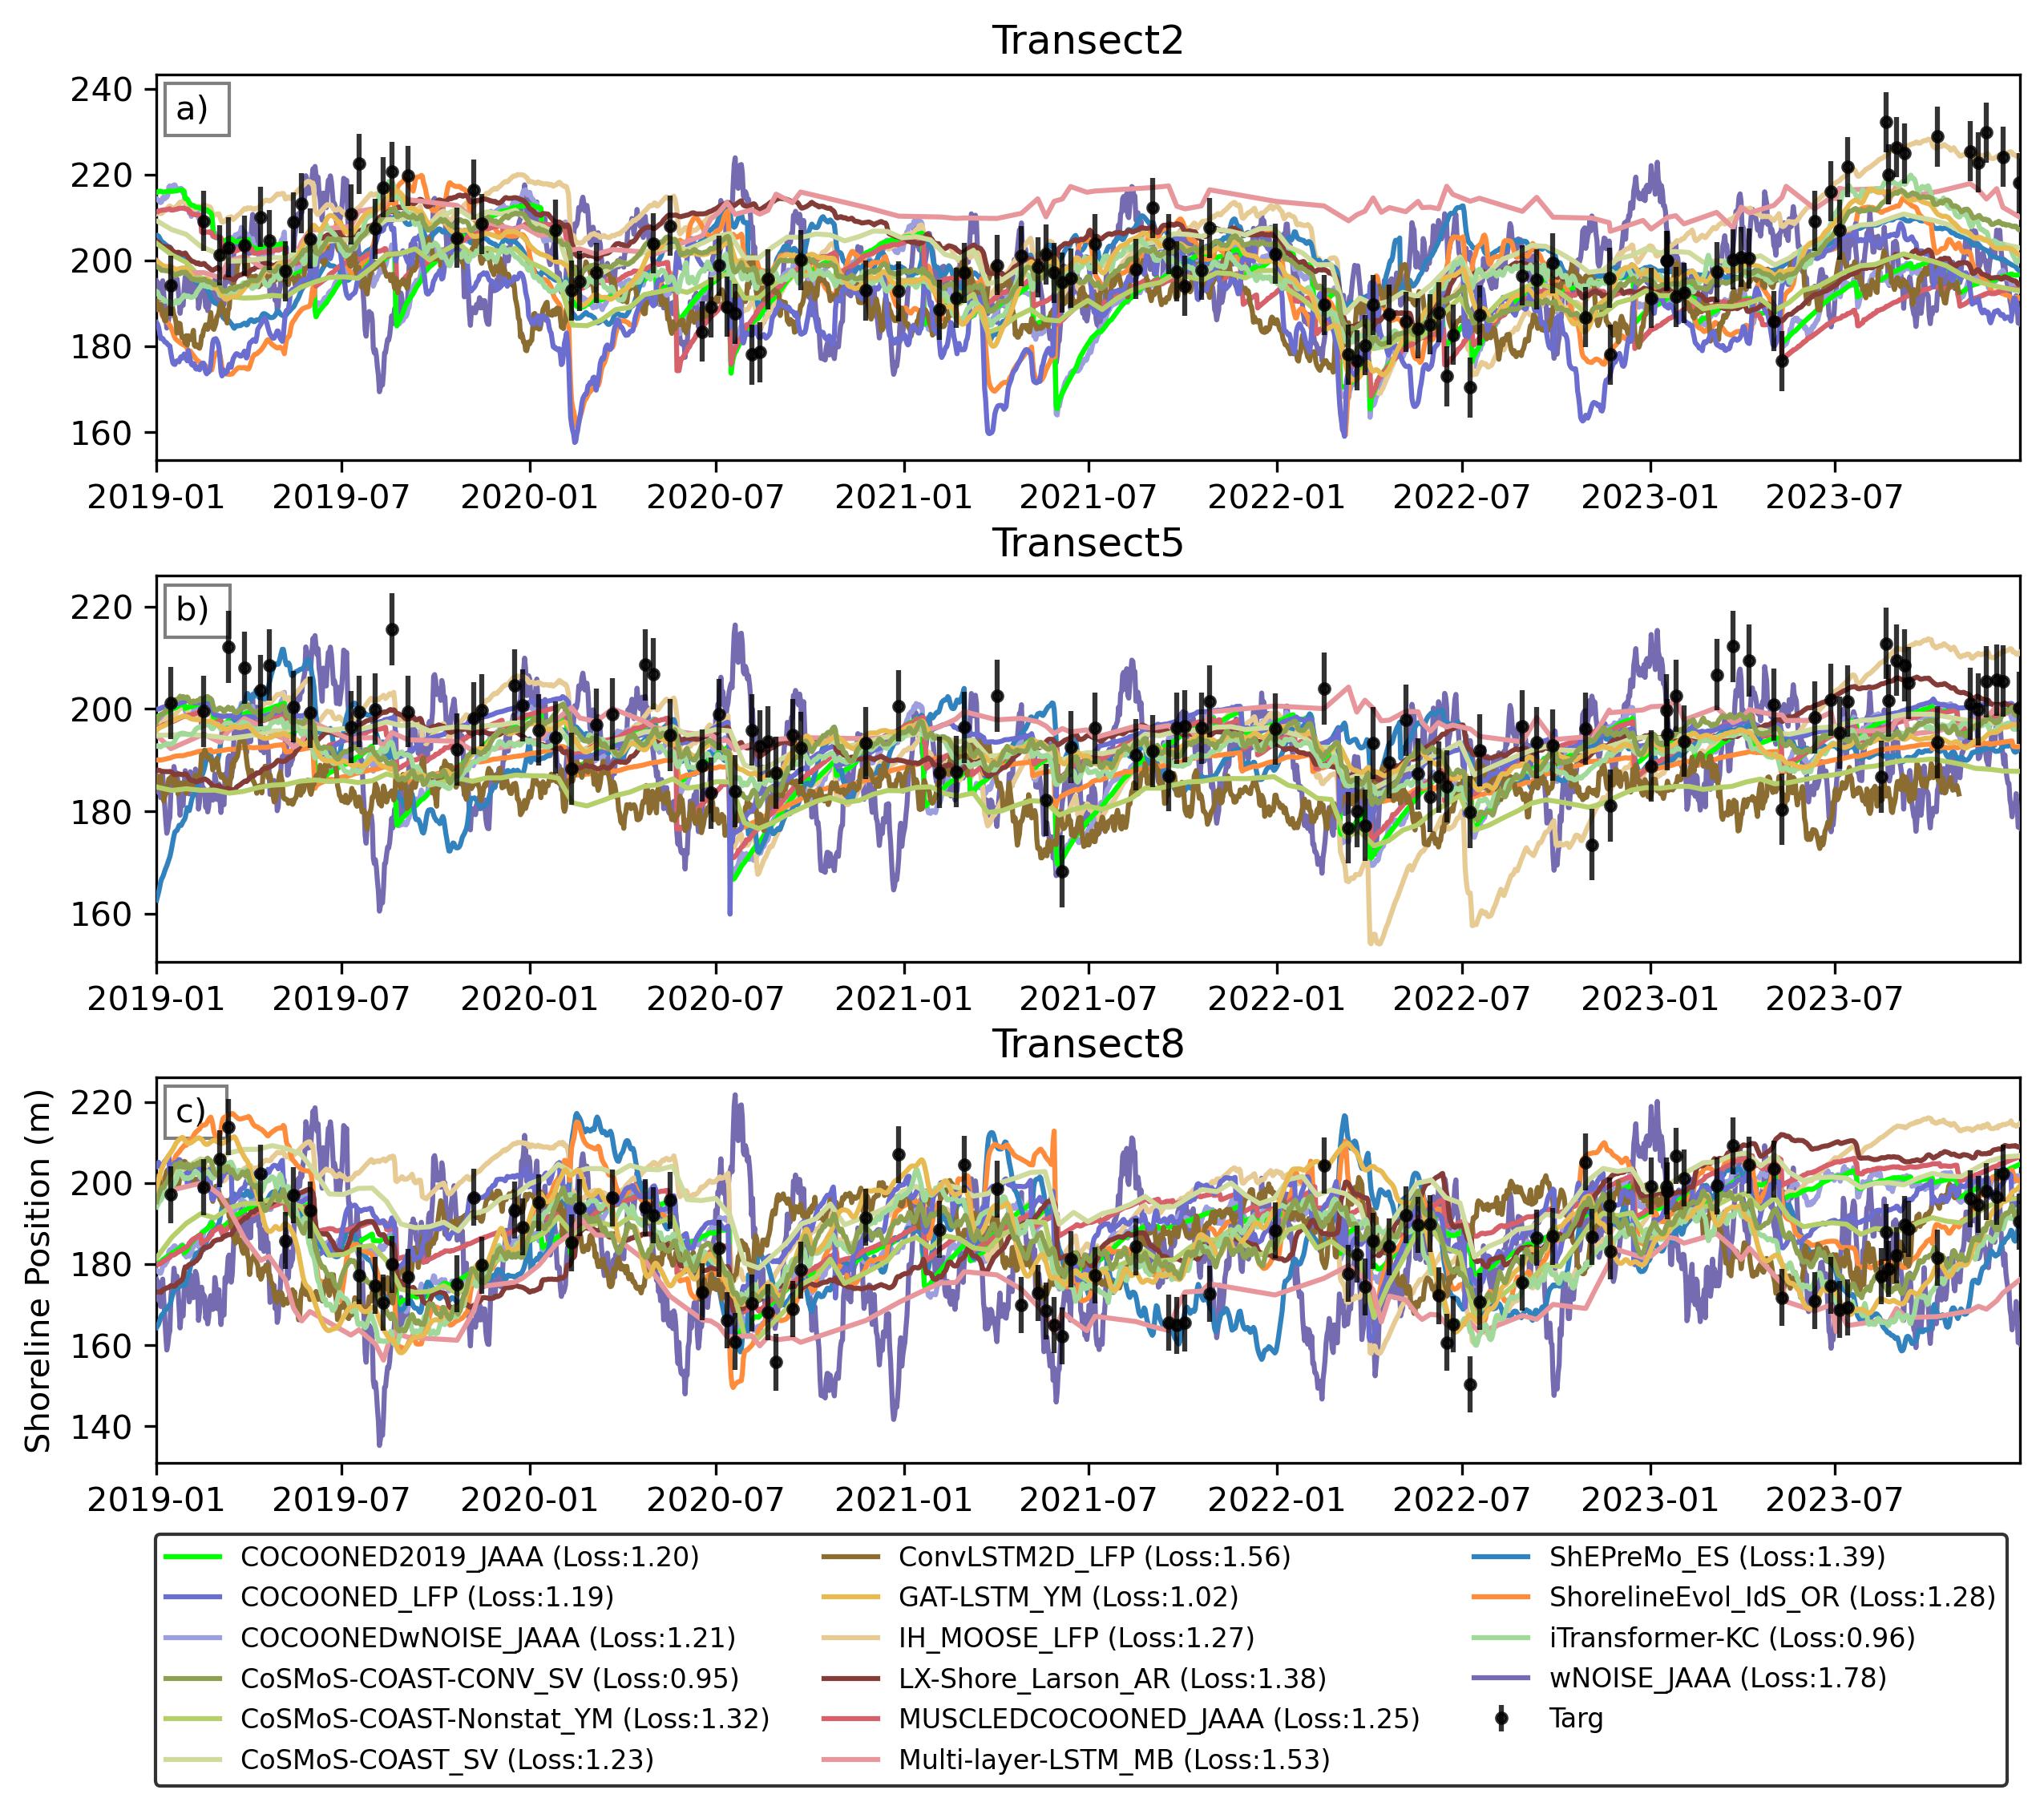 Transect2
a)
240
220
200
180
160
2019-01 2019-07 2020-01 2020-07 2021-01 2021-07 2022-01 2022-07 2023-01 2023-07
Transect5
b)
220
200
180
160
2019-01 2019-07 2020-01 2020-07 2021-01 2021-07 2022-01 2022-07 2023-01 2023-07
Transect8
c)
Shoreline Position (m)
220
200
180
160
140
2019-01 2019-07 2020-01 2020-07 2021-01 2021-07 2022-01 2022-07 2023-01 2023-07
COCOONED2019_JAAA (Loss:1.20)
COCOONED_LFP (Loss:1.19)
COCOONEDwNOISE_JAAA (Loss:1.21)
CoSMoS-COAST-CONV_SV (Loss:0.95)
CoSMoS-COAST-Nonstat_YM (Loss:1.32)
CoSMoS-COAST_SV (Loss:1.23)
ConvLSTM2D_LFP (Loss:1.56)
GAT-LSTM_YM (Loss:1.02)
IH_MOOSE_LFP (Loss:1.27)
LX-Shore_Larson_AR (Loss:1.38)
MUSCLEDCOCOONED_JAAA (Loss:1.25)
Multi-layer-LSTM_MB (Loss:1.53)
ShEPreMo_ES (Loss:1.39)
ShorelineEvol_IdS_OR (Loss:1.28)
iTransformer-KC (Loss:0.96)
wNOISE_JAAA (Loss:1.78)
Targ